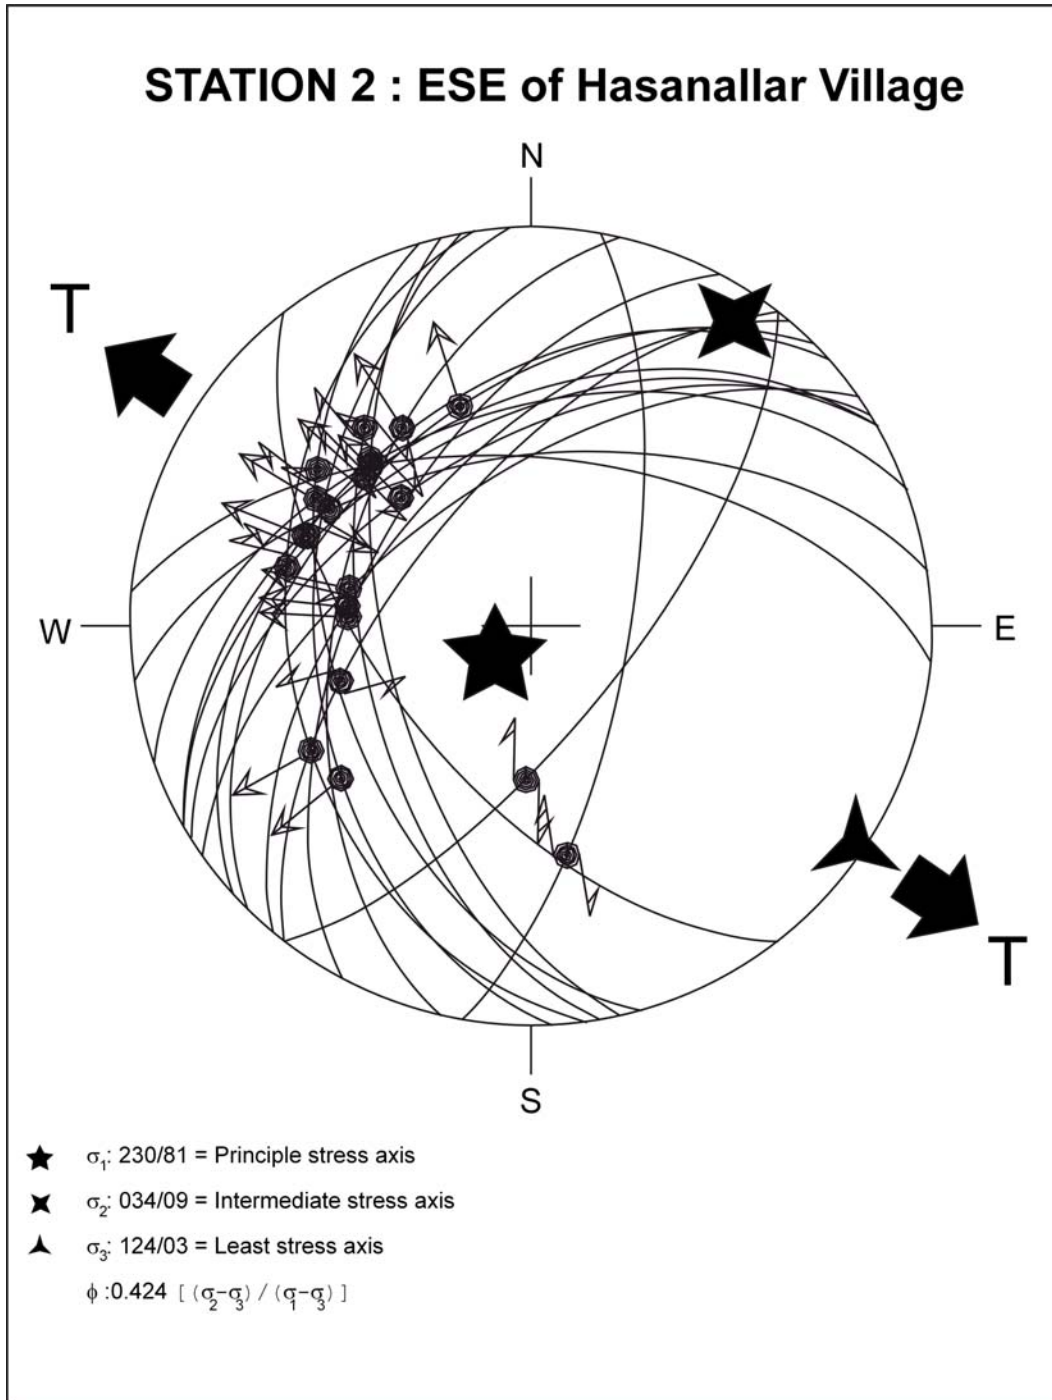 STATION 2 : ESE of Hasanallar Village
N
T
W
E
T
S
σ1: 230/81 = Principle stress axis
σ2: 034/09 = Intermediate stress axis
σ3: 124/03 = Least stress axis
ϕ :0.424 [ (σ2-σ3) / (σ1-σ3) ]